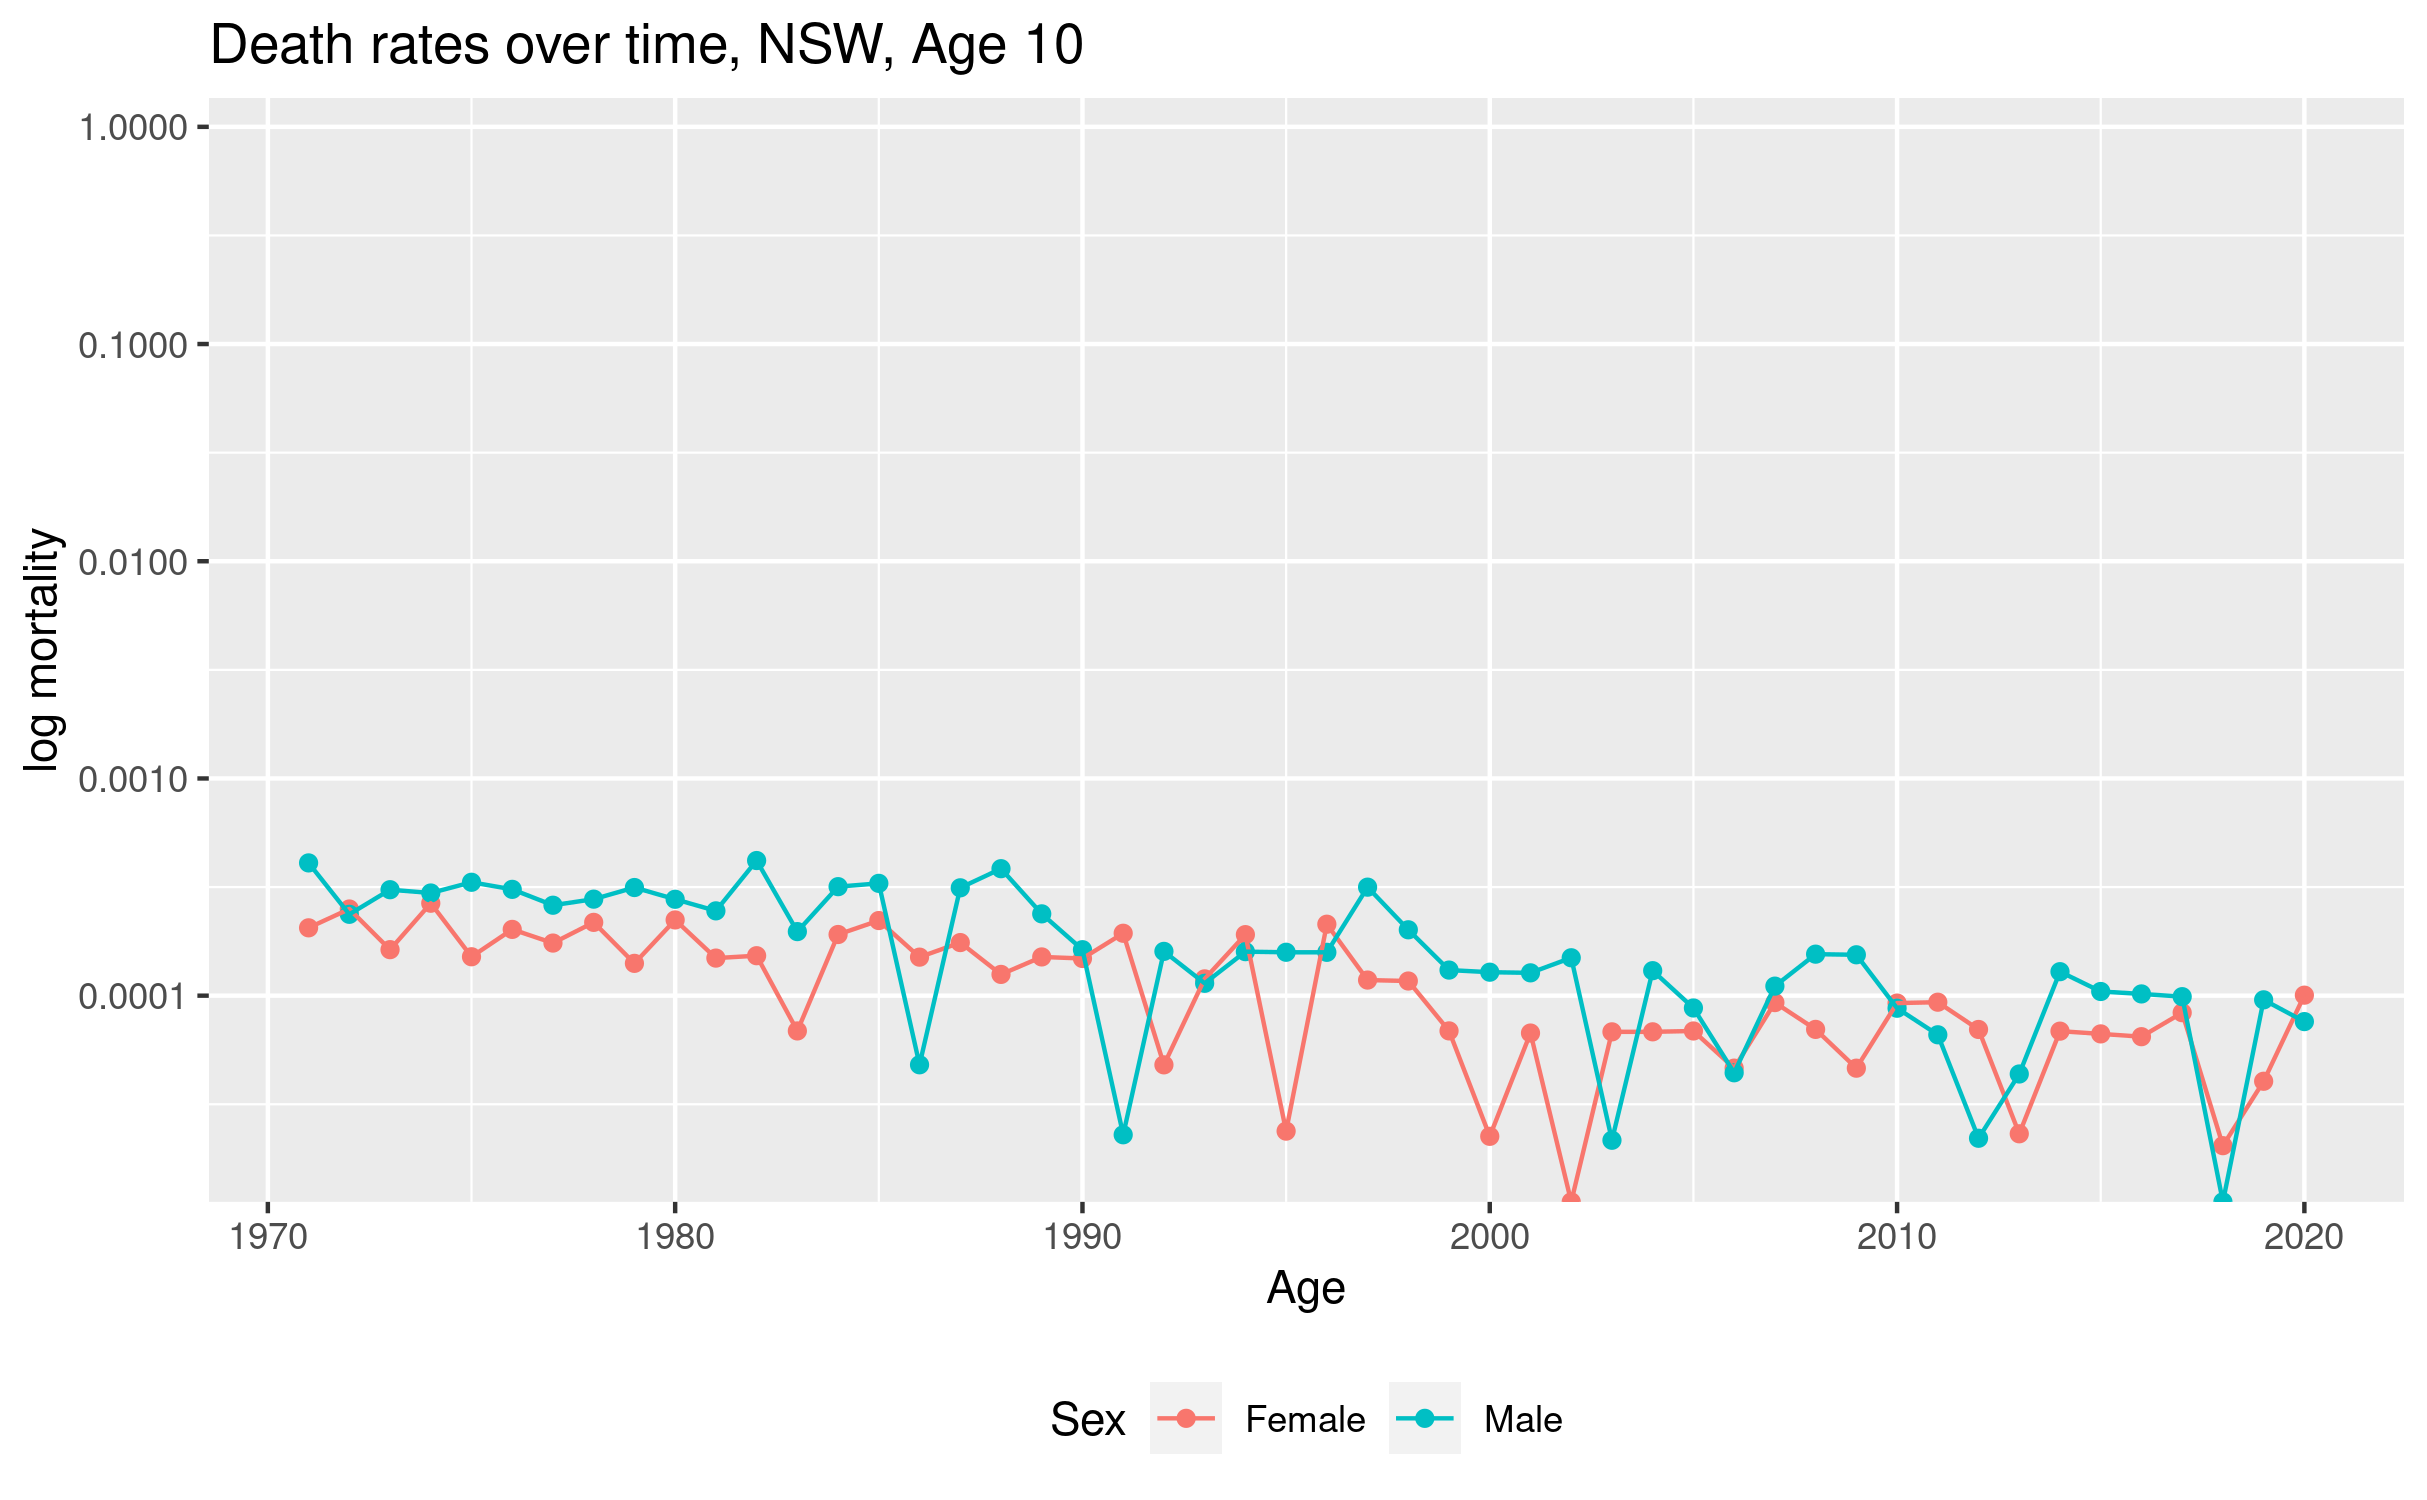 Death rates over time, NSW, Age 10
1.0000
0.1000
0.0100
0.0010
0.0001
log mortality
1970 1980 1990 2000 2010 2020
Age
Sex Female Male